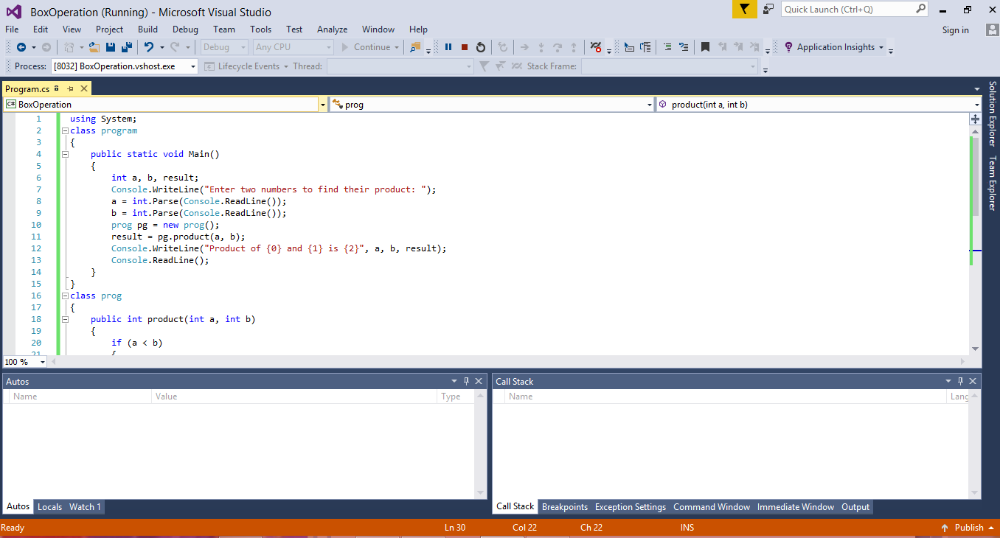 BoxOperation (Running) - Microsoft Visual Studio
Quick Launch (Ctrl+Q)
File Edit View Project Build Debug Team Tools Test Analyze Window Help
Sign in
Debug Any CPU Continue Application Insights
Process: [8032] BoxOperation.vshost.exe Lifecycle Events Thread: Stack Frame:
Program.cs
C# BoxOperation prog product(int a, int b)
1 using System;
2 class program
3 {
4 public static void Main()
5 {
6 int a, b, result;
7 Console.WriteLine("Enter two numbers to find their product: ");
8 a = int.Parse(Console.ReadLine());
9 b = int.Parse(Console.ReadLine());
10 prog pg = new prog();
11 result = pg.product(a, b);
12 Console.WriteLine("Product of {0} and {1} is {2}", a, b, result);
13 Console.ReadLine();
14 }
15 }
16 class prog
17 {
18 public int product(int a, int b)
19 {
20 if (a < b)
21 {
100 %
Solution Explorer
Team Explorer
Autos
Name Value Type
Autos Locals Watch 1
Call Stack
Name Lang
Call Stack Breakpoints Exception Settings Command Window Immediate Window Output
Ready Ln 30 Col 22 Ch 22 INS Publish